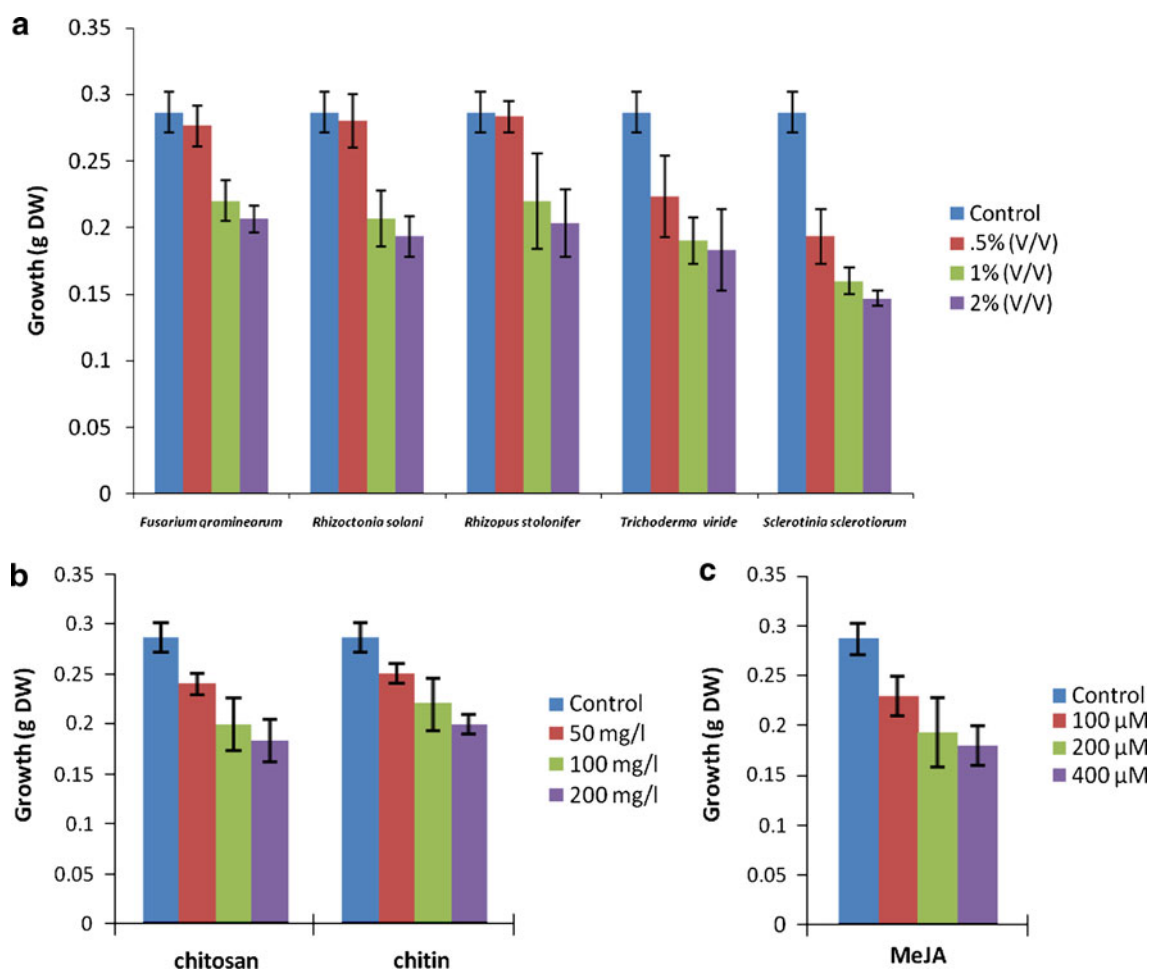 a
0.35
0.3
0.25
0.2
0.15
0.1
0.05
0
Growth (g DW)
Fusarium graminearum
Rhizoctonia solani
Rhizopus stolonifer
Trichoderma viride
Sclerotinia sclerotiorum
Control
.5% (V/V)
1% (V/V)
2% (V/V)
b
0.35
0.3
0.25
0.2
0.15
0.1
0.05
0
Growth (g DW)
chitosan
chitin
Control
50 mg/l
100 mg/l
200 mg/l
c
0.35
0.3
0.25
0.2
0.15
0.1
0.05
0
Growth (g DW)
MeJA
Control
100 µM
200 µM
400 µM